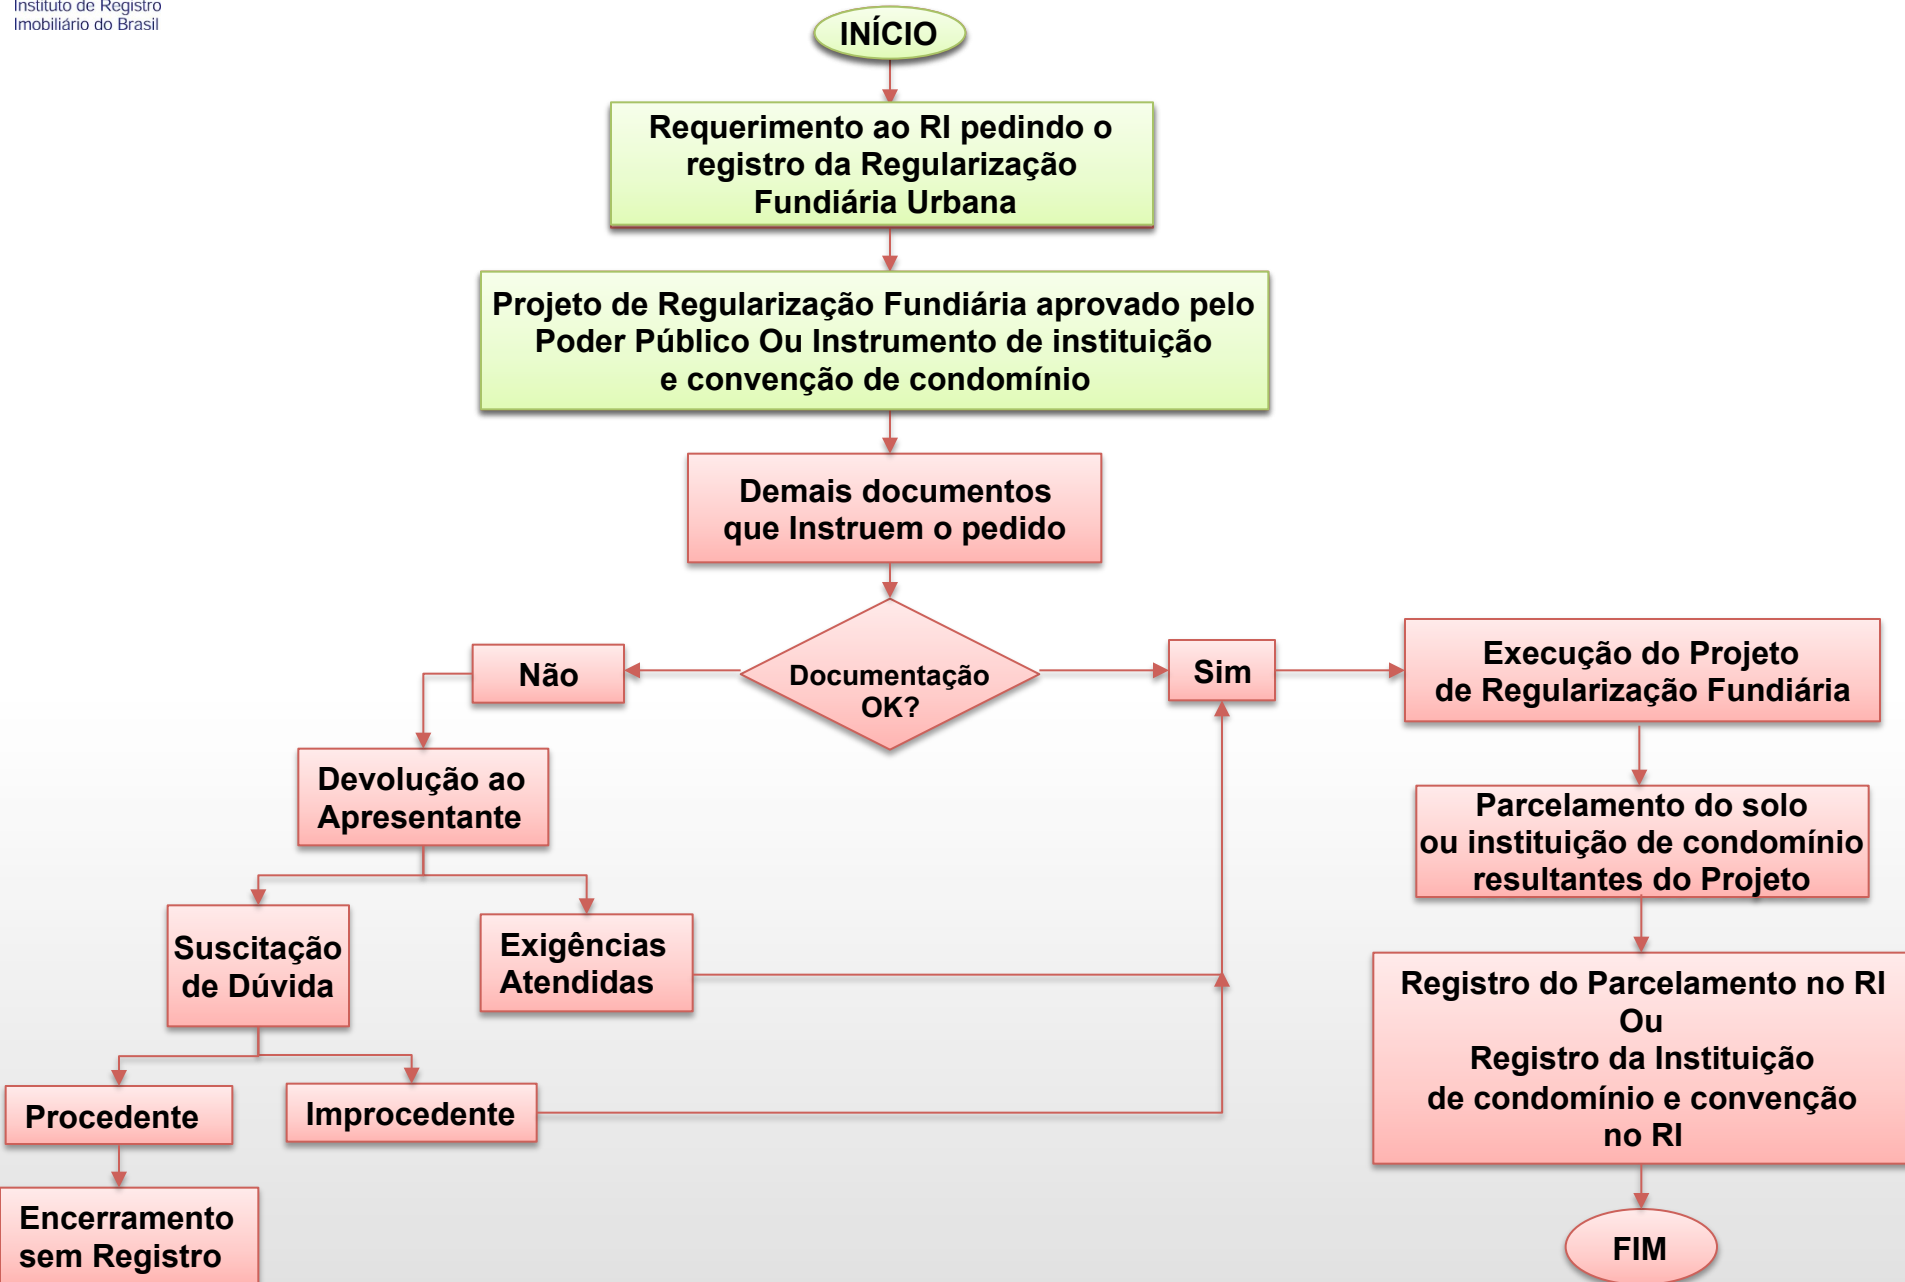 Instituto de Registro
Imobiliário do Brasil
INÍCIO
Requerimento ao RI pedindo o
registro da Regularização
Fundiária Urbana
Projeto de Regularização Fundiária aprovado pelo
Poder Público Ou Instrumento de instituição
e convenção de condomínio
Demais documentos
que Instruem o pedido
Documentação
OK?
Não
Sim
Execução do Projeto
de Regularização Fundiária
Devolução ao
Apresentante
Parcelamento do solo
ou instituição de condomínio
resultantes do Projeto
Suscitação
de Dúvida
Exigências
Atendidas
Registro do Parcelamento no RI
Ou
Registro da Instituição
de condomínio e convenção
no RI
Procedente
Improcedente
Encerramento
sem Registro
FIM